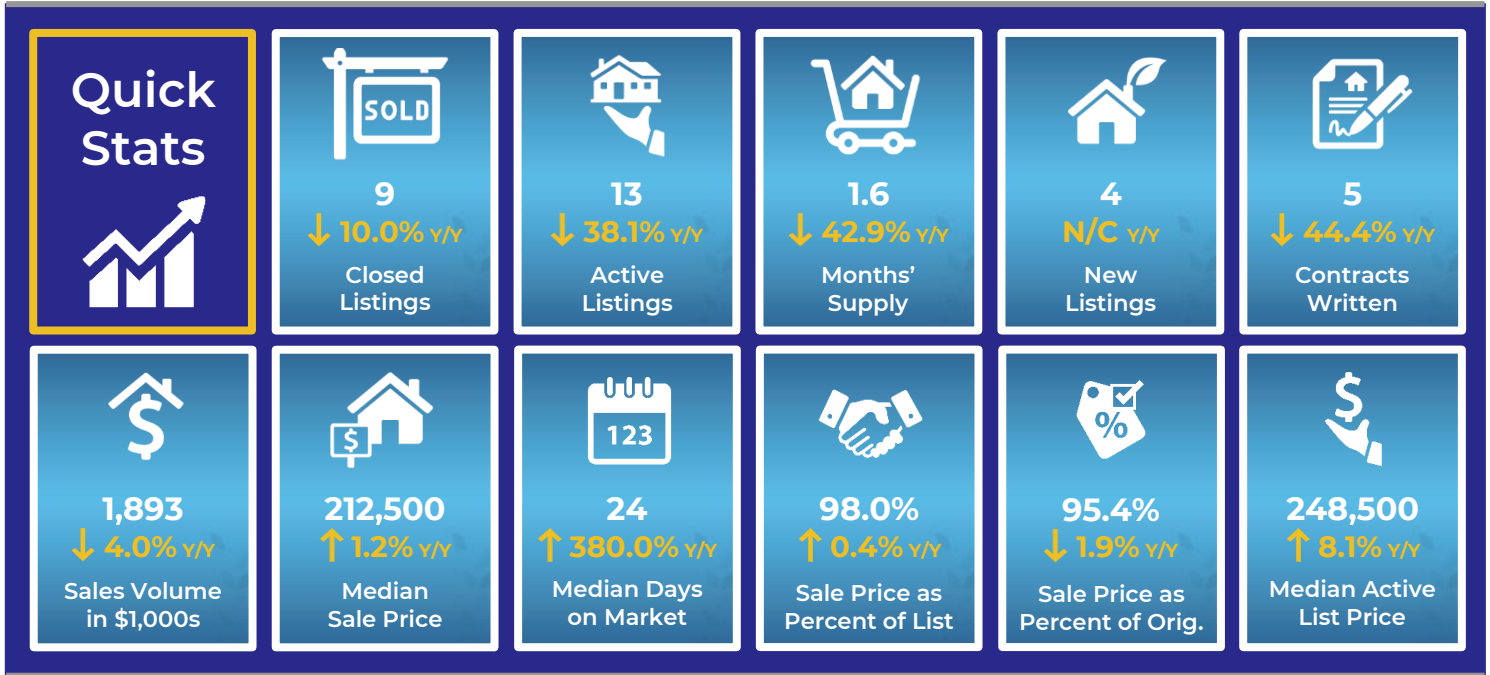 Quick
Stats
SOLD
9
↓ 10.0% Y/Y
Closed
Listings
13
↓ 38.1% Y/Y
Active
Listings
1.6
↓ 42.9% Y/Y
Months’
Supply
4
N/C Y/Y
New
Listings
5
↓ 44.4% Y/Y
Contracts
Written
$
1,893
↓ 4.0% Y/Y
Sales Volume
in $1,000s
$
212,500
↑ 1.2% Y/Y
Median
Sale Price
123
24
↑ 380.0% Y/Y
Median Days
on Market
98.0%
↑ 0.4% Y/Y
Sale Price as
Percent of List
%
95.4%
↓ 1.9% Y/Y
Sale Price as
Percent of Orig.
$
248,500
↑ 8.1% Y/Y
Median Active
List Price